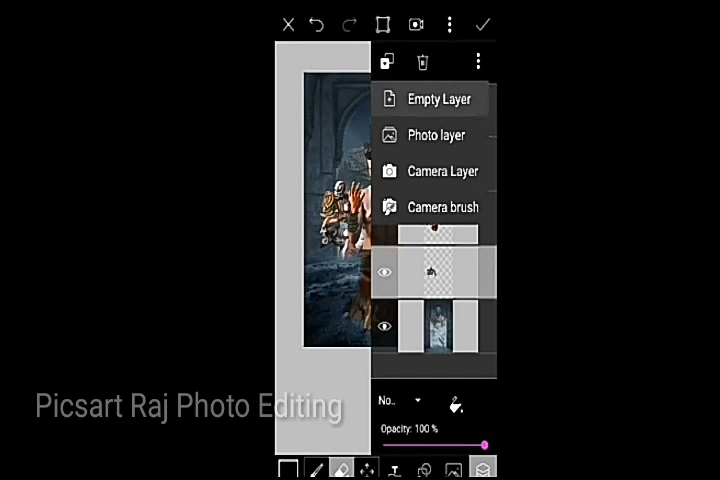 Empty Layer
Photo layer
Camera Layer
Camera brush
No..
Opacity: 100 %
Picsart Raj Photo Editing